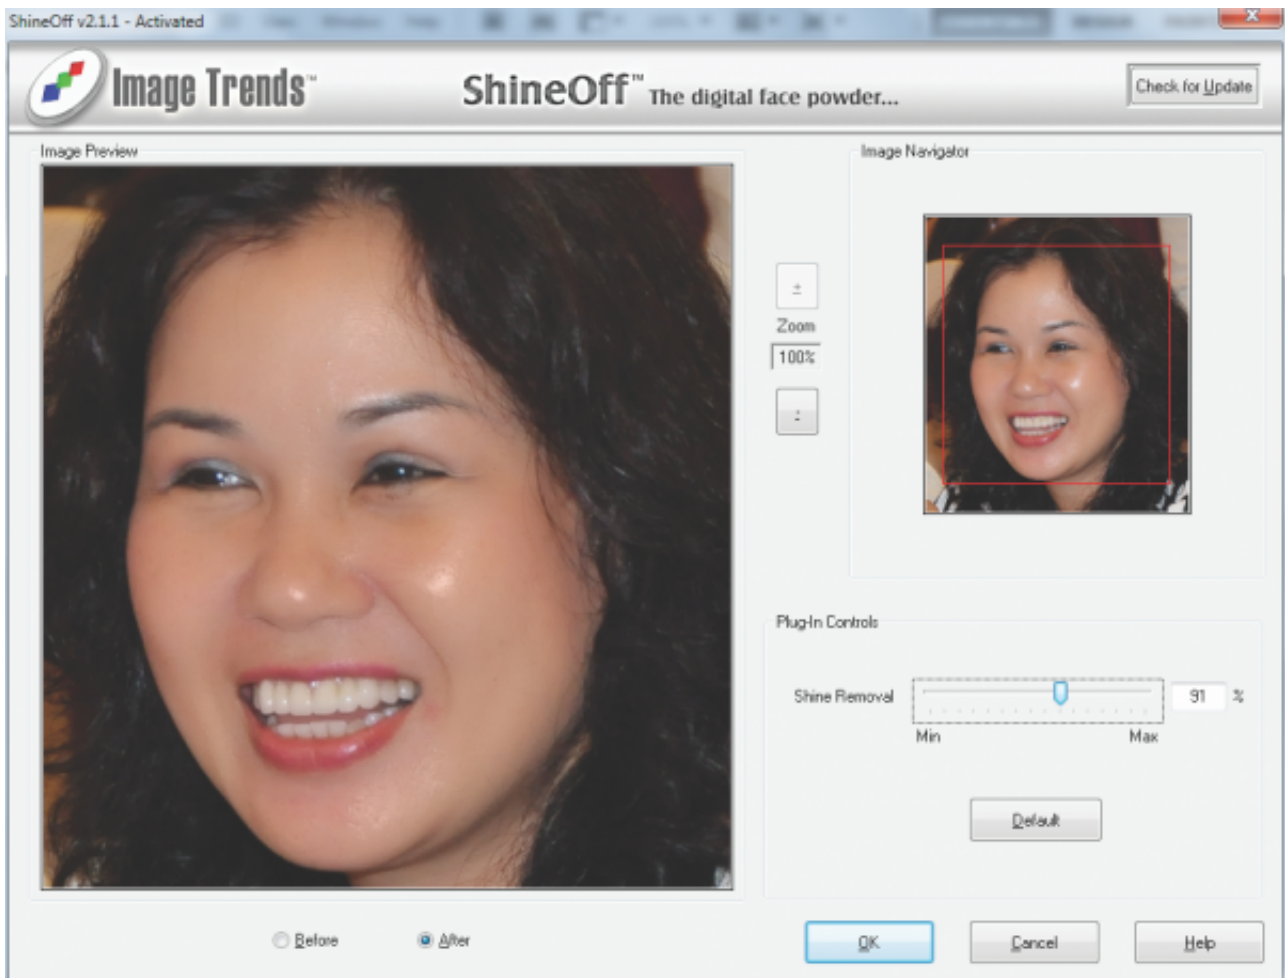 ShineOff v2.1.1 - Activated
Image Trends™
ShineOff™ The digital face powder...
Check for Update
Image Preview
Image Navigator
+
Zoom
100%
-
Plug-In Controls
Shine Removal
91 %
Min Max
Default
Before After
OK Cancel Help